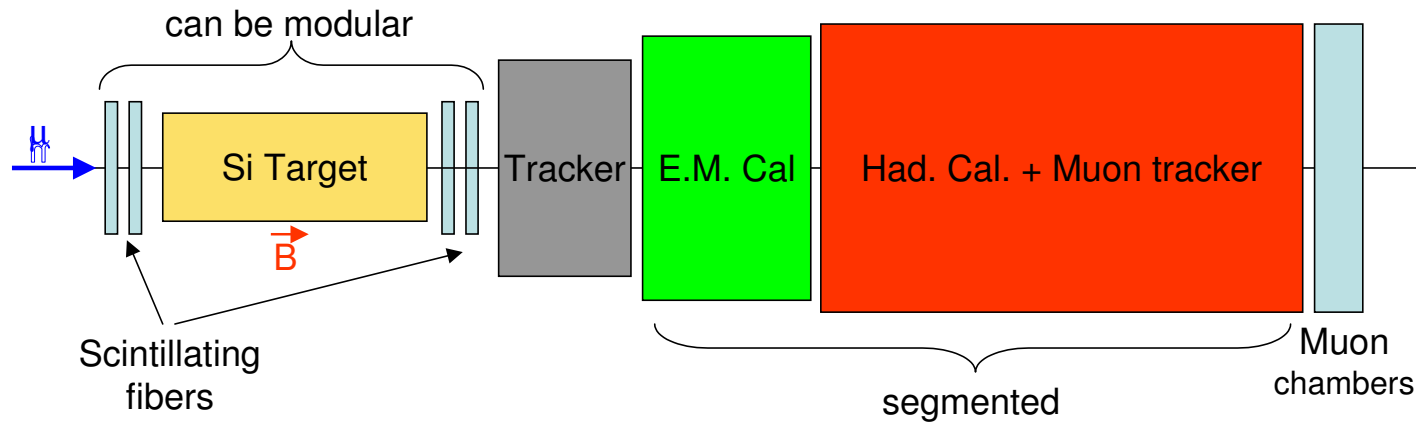 can be modular
Si Target
Tracker
E.M. Cal
Had. Cal. + Muon tracker
B
Scintillating
fibers
segmented
Muon
chambers